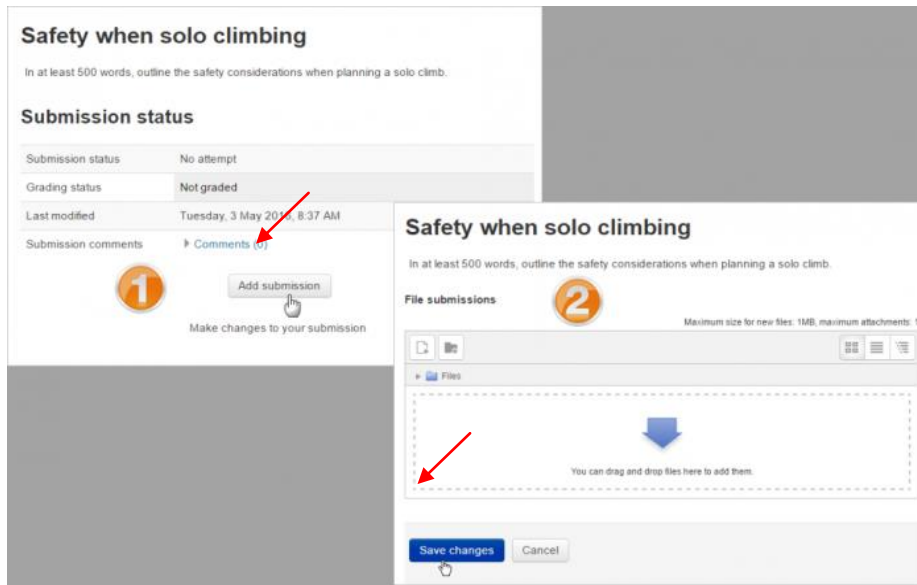 Safety when solo climbing
In at least 500 words, outline the safety considerations when planning a solo climb.
Submission status
Submission status No attempt
Grading status Not graded
Last modified Tuesday, 3 May 2016, 8:37 AM
Submission comments Comments (0)
1
Add submission
Make changes to your submission
Safety when solo climbing
In at least 500 words, outline the safety considerations when planning a solo climb.
File submissions
2
Maximum size for new files: 1MB, maximum attachments: 1
Files
You can drag and drop files here to add them.
Save changes Cancel